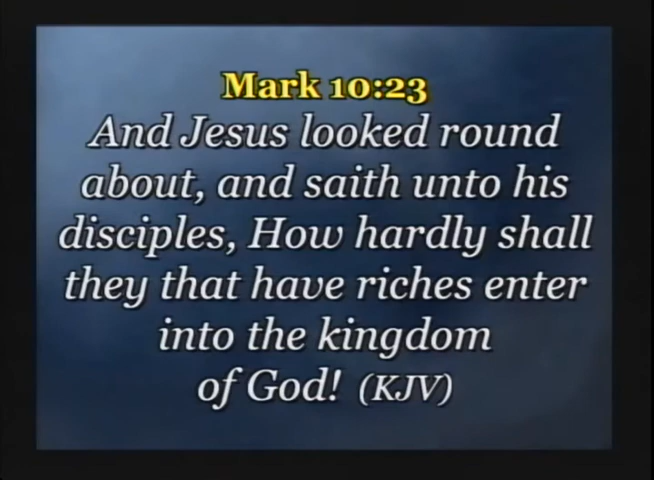 Mark 10:23
And Jesus looked round
about, and saith unto his
disciples, How hardly shall
they that have riches enter
into the kingdom
of God! (KJV)